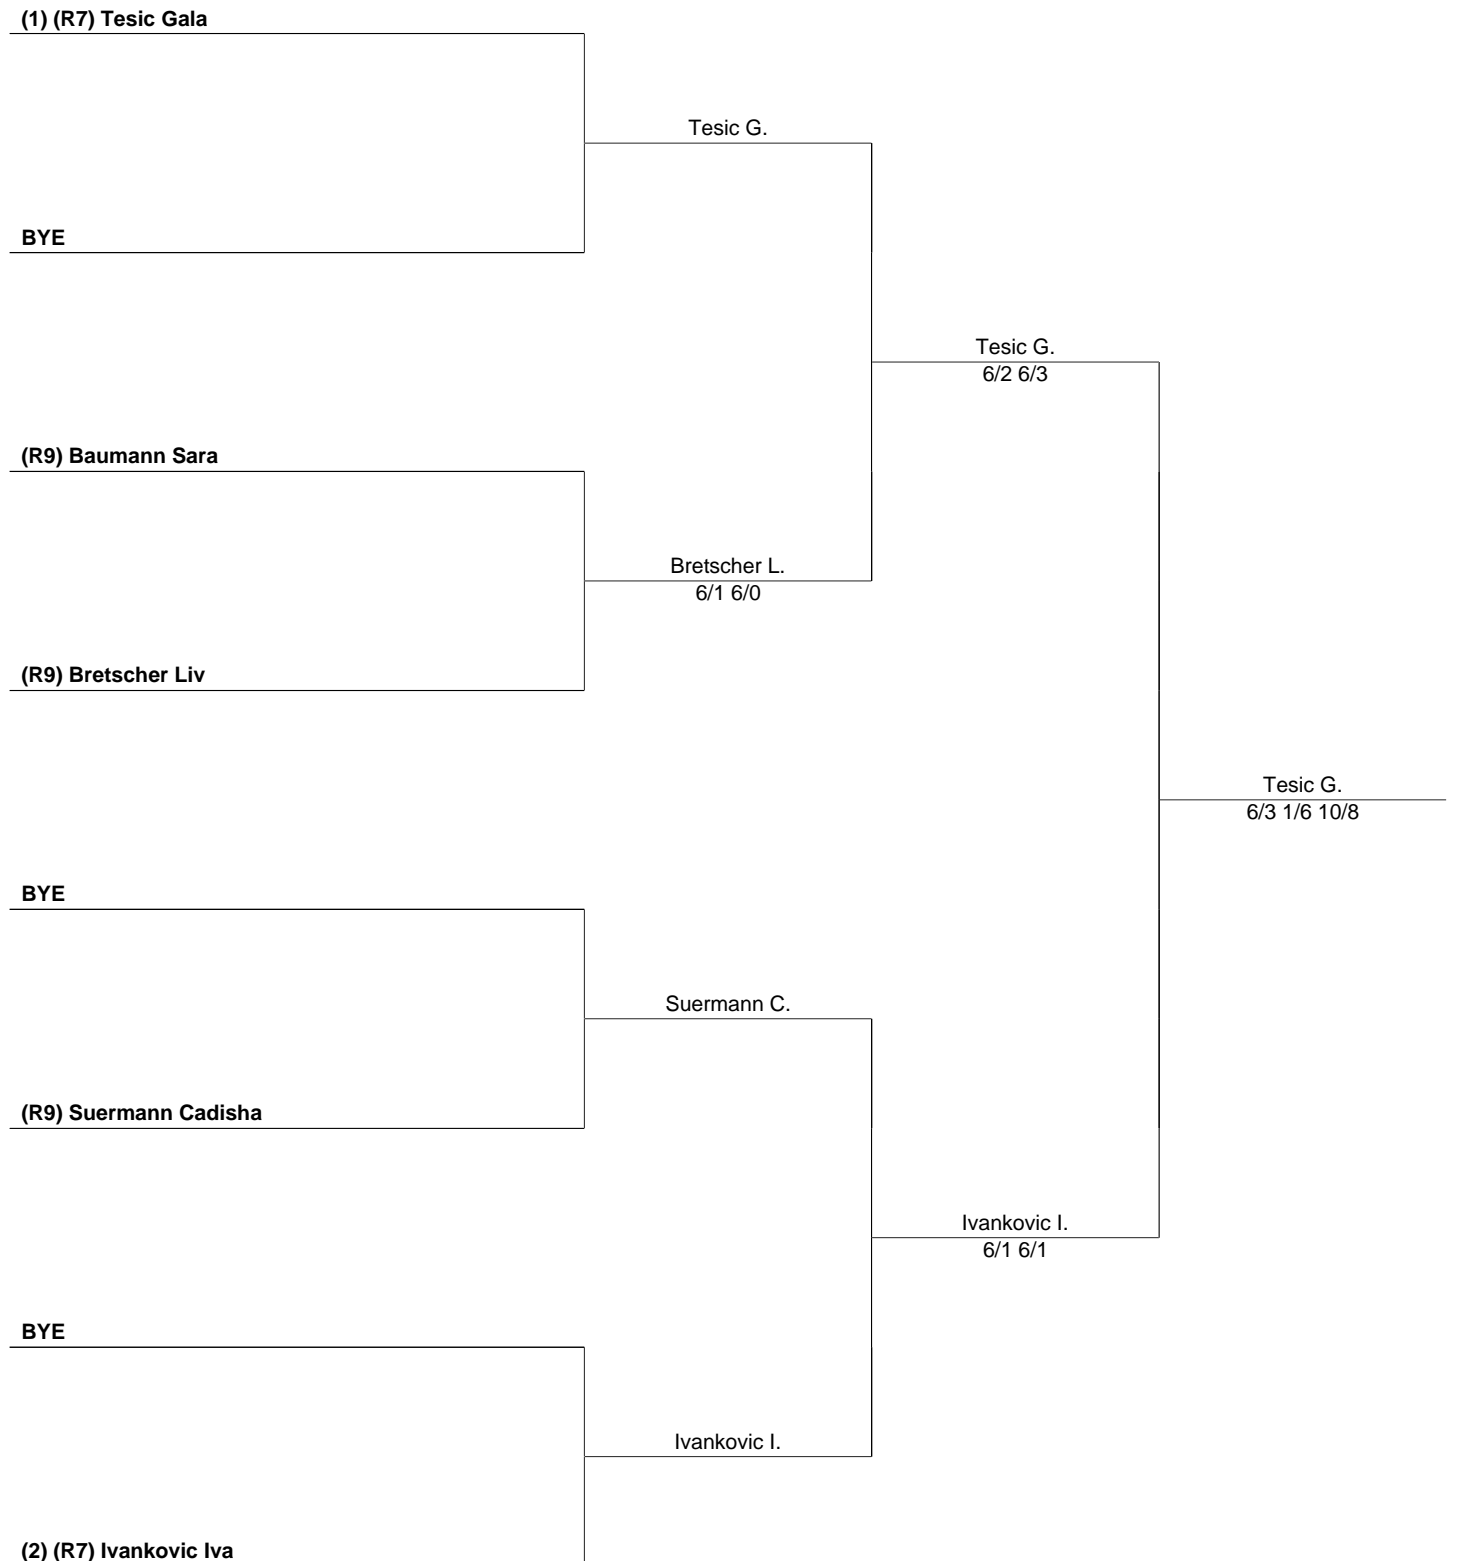 (1) (R7) Tesic Gala
Tesic G.
BYE
Tesic G.
6/2 6/3
(R9) Baumann Sara
Bretscher L.
6/1 6/0
(R9) Bretscher Liv
Tesic G.
6/3 1/6 10/8
BYE
Suermann C.
(R9) Suermann Cadisha
Ivankovic I.
6/1 6/1
BYE
Ivankovic I.
(2) (R7) Ivankovic Iva